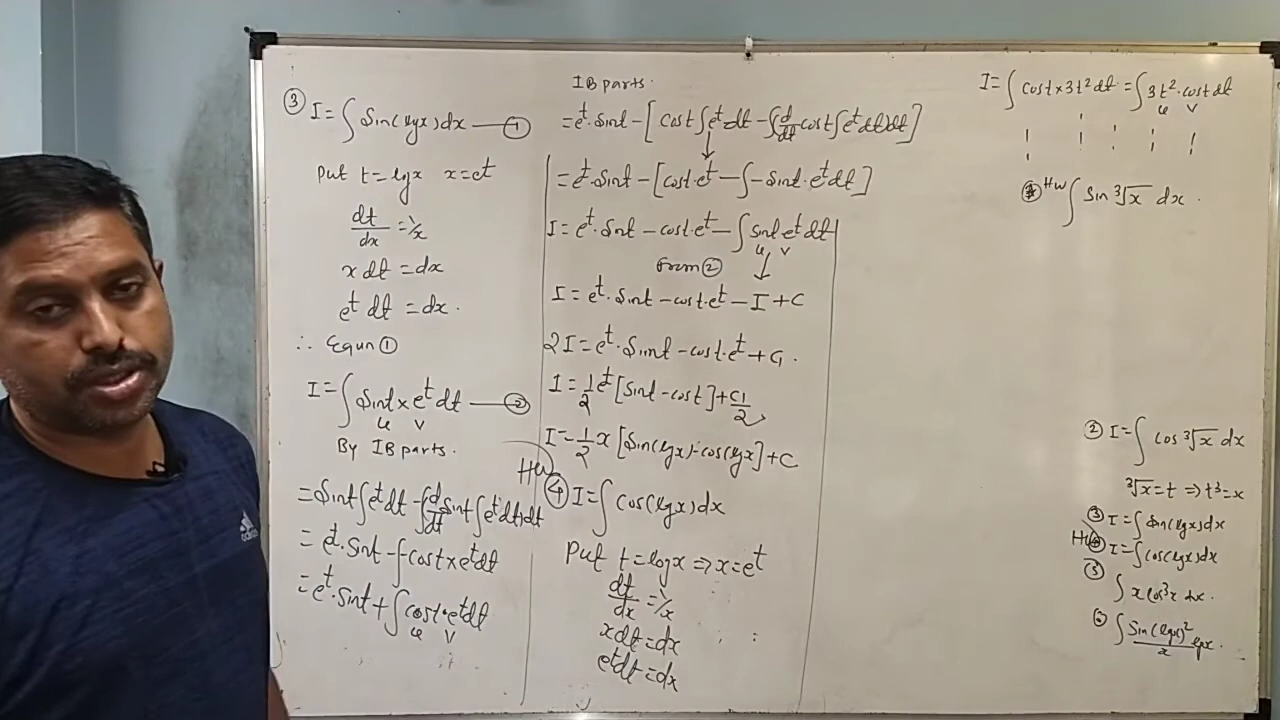 ③ I = ∫ Sin(logx) dx —— ①
Put t = logx x = e^t
dt/dx = 1/x
x dt = dx
e^t dt = dx .
∴ Equn ①
I = ∫ Sint × e^t dt —— ②
u v
By IB parts.
= Sint ∫e^t dt - ∫(d/dt Sint ∫e^t dt) dt
= e^t. Sint - ∫ cost × e^t dt
= e^t. Sint + ∫ cost . e^t dt
u v
IB parts.
= e^t. Sint - [ cost ∫e^t dt - ∫(d/dt cost ∫e^t dt) dt ]
= e^t. Sint - [cost. e^t - ∫ - Sint . e^t dt ]
I = e^t. Sint - cost. e^t - ∫ sint e^t dt
u v
From ②
I = e^t. Sint - cost. e^t - I + C
2I = e^t. Sint - cost. e^t + C₁ .
I = 1/2 e^t [Sint - cost] + C₁/2
I = 1/2 x [Sin(logx) - cos(logx)] + C
HW
④ I = ∫ Cos(logx) dx
Put t = logx ⇒ x = e^t
dt/dx = 1/x
x dt = dx
e^t dt = dx
I = ∫ cost × 3t² dt = ∫ 3t² . cost dt
u v
HW ∫ Sin ∛x dx .
② I = ∫ cos ∛x dx
∛x = t ⇒ t³ = x
③ I = ∫ Sin(logx) dx
HW ④ I = ∫ cos(logx) dx
⑤ ∫ x cos³x dx .
⑥ ∫ Sin(logx)²/x logx .
adidas